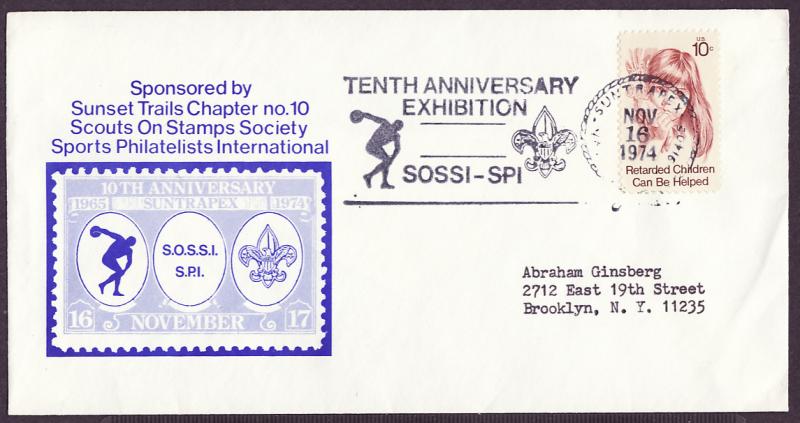 Sponsored by
Sunset Trails Chapter no.10
Scouts On Stamps Society
Sports Philatelists International
10TH ANNIVERSARY
1965 SUNTRAPEX 1974
S.O.S.S.I.
S.P.I.
16 NOVEMBER 17
TENTH ANNIVERSARY
EXHIBITION
SOSSI-SPI
SUNTRAPEX
NOV
16
1974
U.S.
10c
Retarded Children
Can Be Helped
Abraham Ginsberg
2712 East 19th Street
Brooklyn, N. Y. 11235